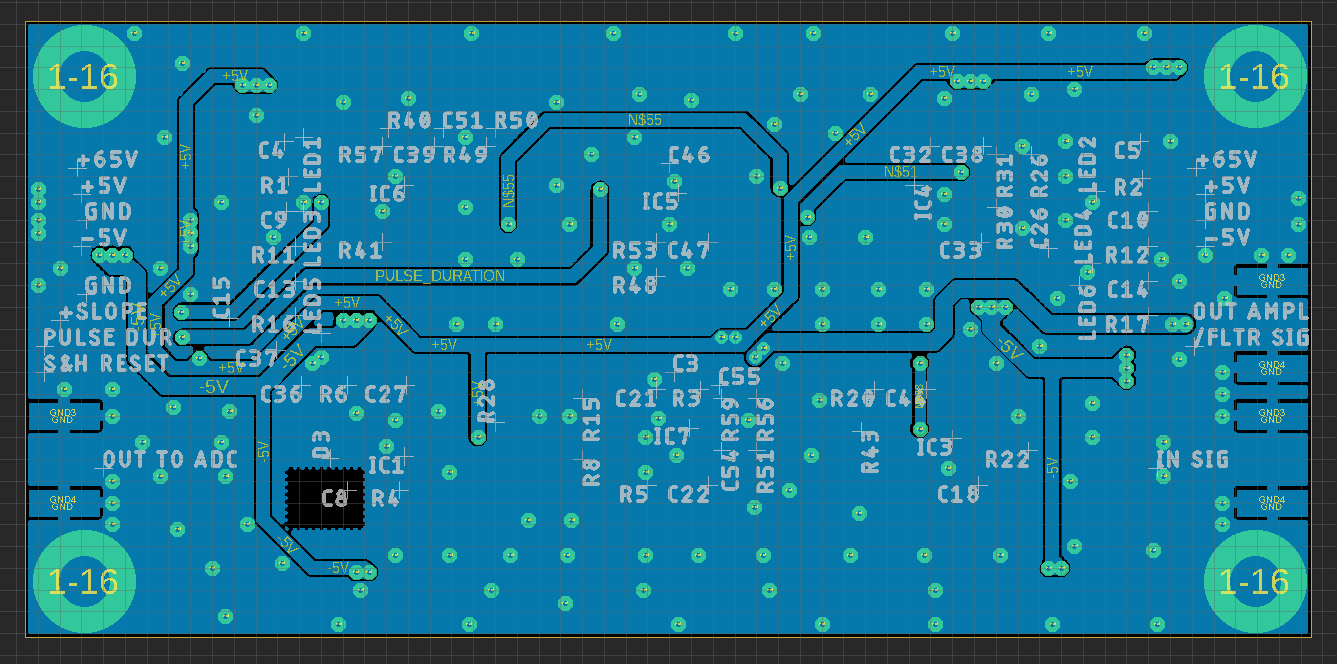 1-16
+5V
+5V
+5V
1-16
R40 C51 R50
N$55
+5V
C4
LED1
R57 C39 R49
C46
C32 C38
LED2
C5
+65V
+5V
+65V
+5V
R1
IC6
N$55
IC5
N$51
IC4
R31
R26
R2
+5V
GND
C9
LED3
R30
C26
LED4
C10
GND
-5V
+5V
R11
R41
R53 C47
+5V
C33
R12
-5V
GND
+5V
C15
C13
LED5
PULSE_DURATION
R48
LED6
C14
GND3
+SLOPE
+5V
+5V
+5V
OUT AMPL
PULSE DUR
+5V
+5V
R17
/FLTR SIG
S&H RESET
C37
-5V
+5V
+5V
-5V
+5V
C3
GND4
GND
-5V
C36 R6 C27
R28
C21 R3
C55
R20
GND3
GND
GND3
GND
R15
R59
R56
D3
IC7
R43
IC3
OUT TO ADC
-5V
IC1
R22
-5V
IN SIG
C8 R4
R8
R5 C22
C54
R51
C18
GND4
GND
GND4
GND
-5V
-5V
1-16
1-16